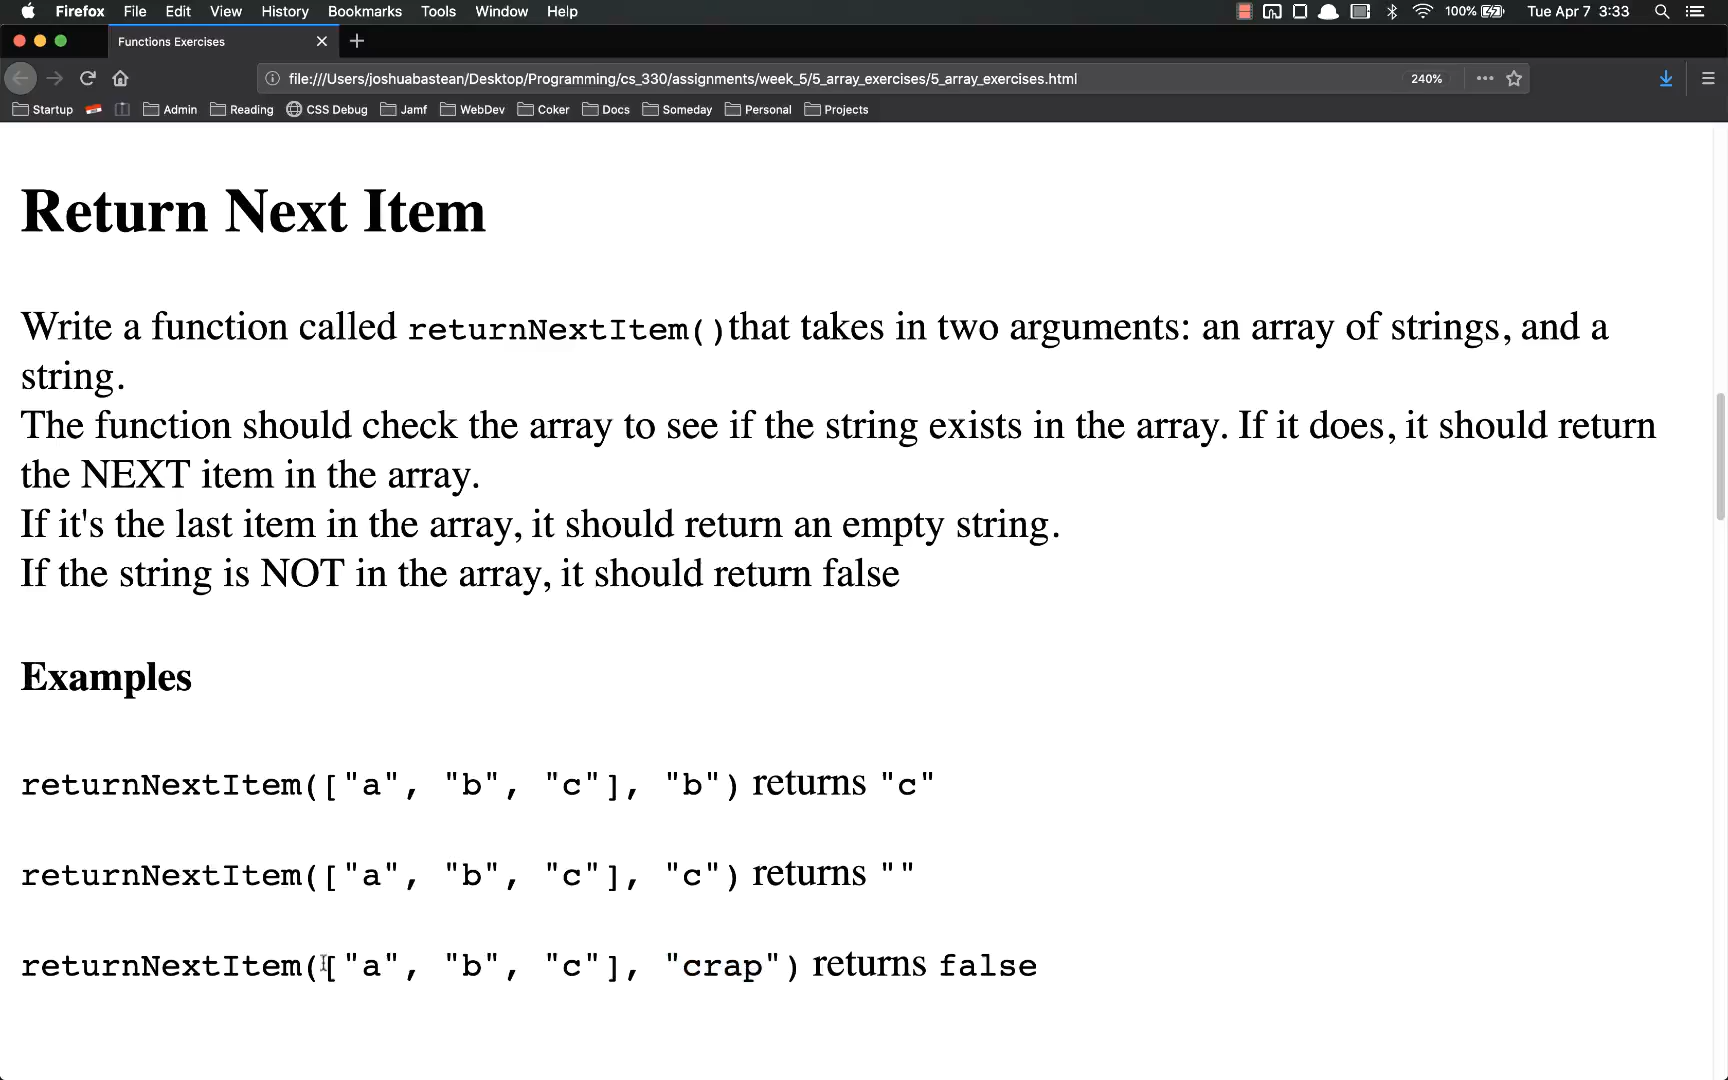 Firefox File Edit View History Bookmarks Tools Window Help 100% Tue Apr 7 3:33
Functions Exercises
file:///Users/joshuabastean/Desktop/Programming/cs_330/assignments/week_5/5_array_exercises/5_array_exercises.html 240%
Startup Admin Reading CSS Debug Jamf WebDev Coker Docs Someday Personal Projects
Return Next Item
Write a function called returnNextItem()that takes in two arguments: an array of strings, and a
string.
The function should check the array to see if the string exists in the array. If it does, it should return
the NEXT item in the array.
If it's the last item in the array, it should return an empty string.
If the string is NOT in the array, it should return false
Examples
returnNextItem(["a", "b", "c"], "b") returns "c"
returnNextItem(["a", "b", "c"], "c") returns ""
returnNextItem(["a", "b", "c"], "crap") returns false